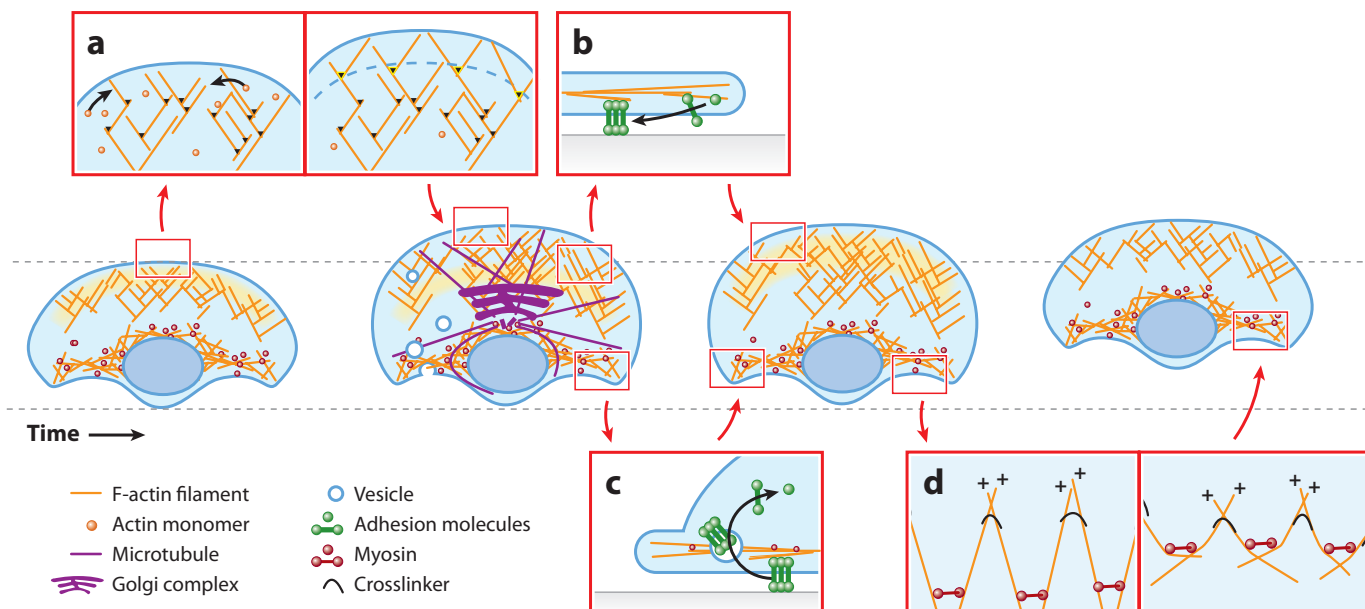 a
b
Time
F-actin filament
Vesicle
Actin monomer
Adhesion molecules
Microtubule
Myosin
Golgi complex
Crosslinker
c
d
+ +
+ +
+ +
+ +